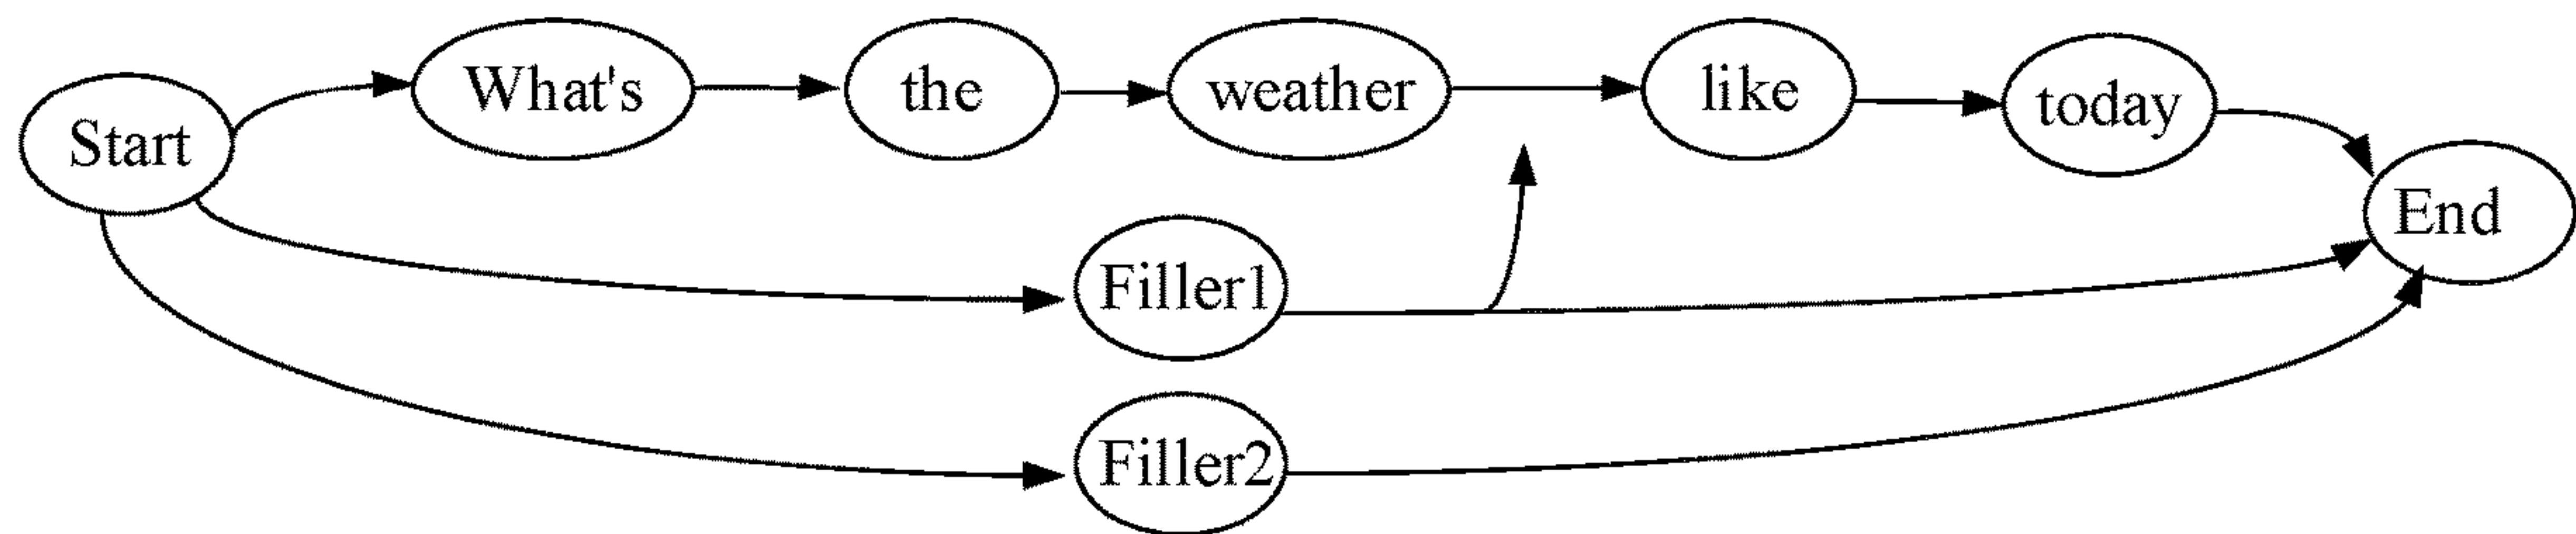 Start
What's
the
weather
like
today
End
Filler1
Filler2